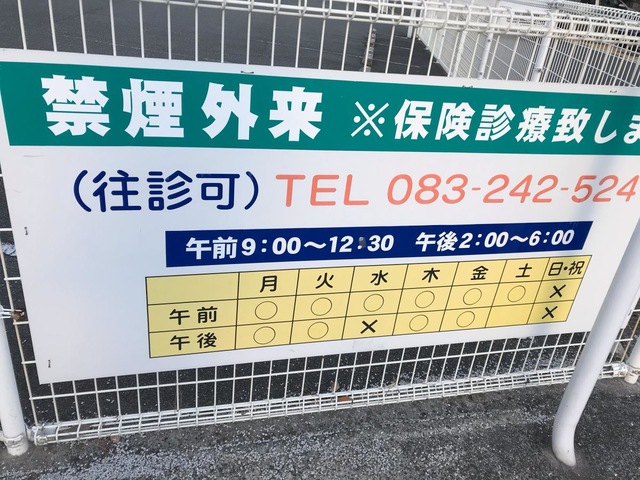 禁煙外来 ※保険診療致しま
(往診可) TEL 083-242-524
午前9:00〜12:30 午後2:00〜6:00
月 火 水 木 金 土 日・祝
午前 ○ ○ ○ ○ ○ ○ ×
午後 ○ ○ × ○ ○ ×